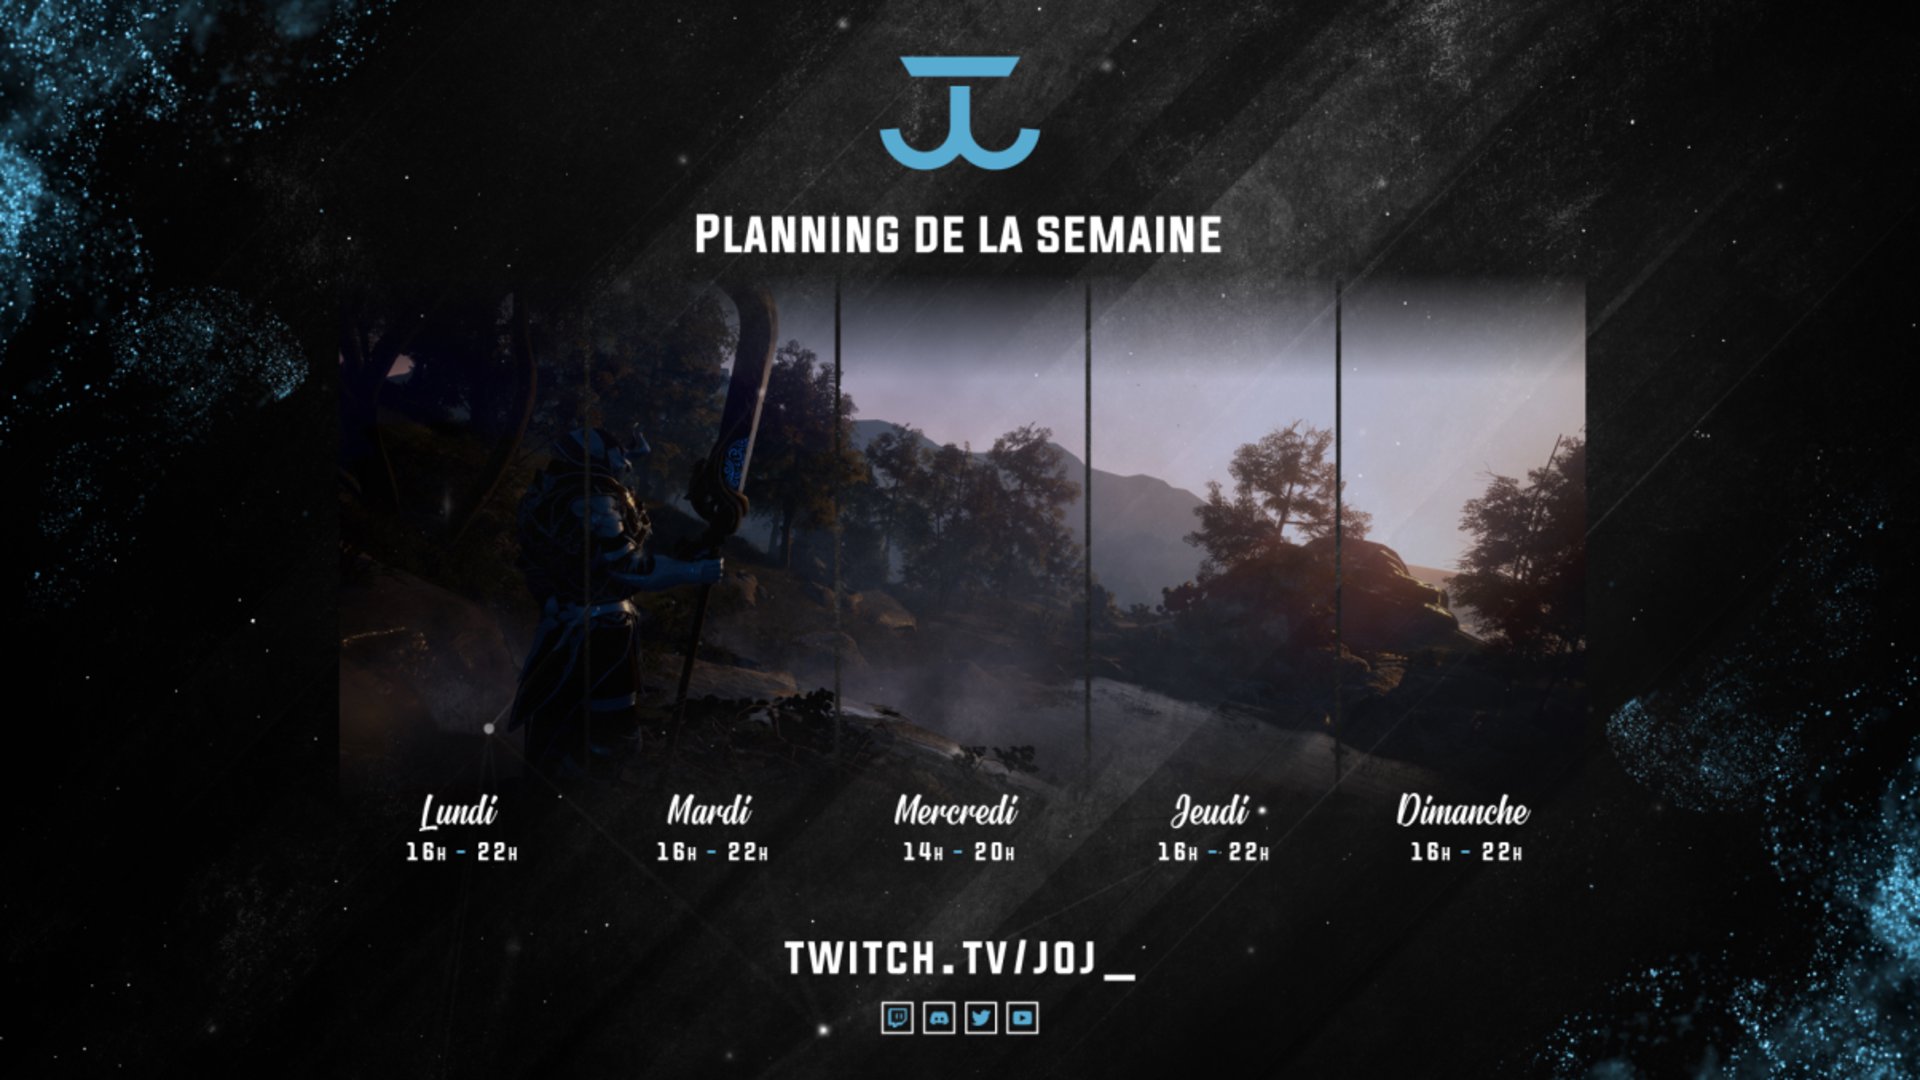 Planning de la semaine
Lundi
16h - 22h
Mardi
16h - 22h
Mercredi
14h - 20h
Jeudi
16h - 22h
Dimanche
16h - 22h
TWITCH.TV/JOJ_